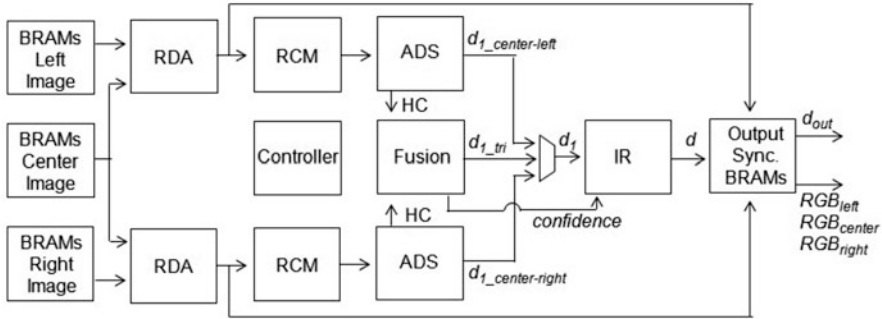 BRAMs
Left
Image
RDA
RCM
ADS
d1_center-left
HC
BRAMs
Center
Image
Controller
Fusion
d1_tri
d1
IR
d
Output
Sync.
BRAMs
dout
RGBleft
RGBcenter
RGBright
confidence
HC
BRAMs
Right
Image
RDA
RCM
ADS
d1_center-right